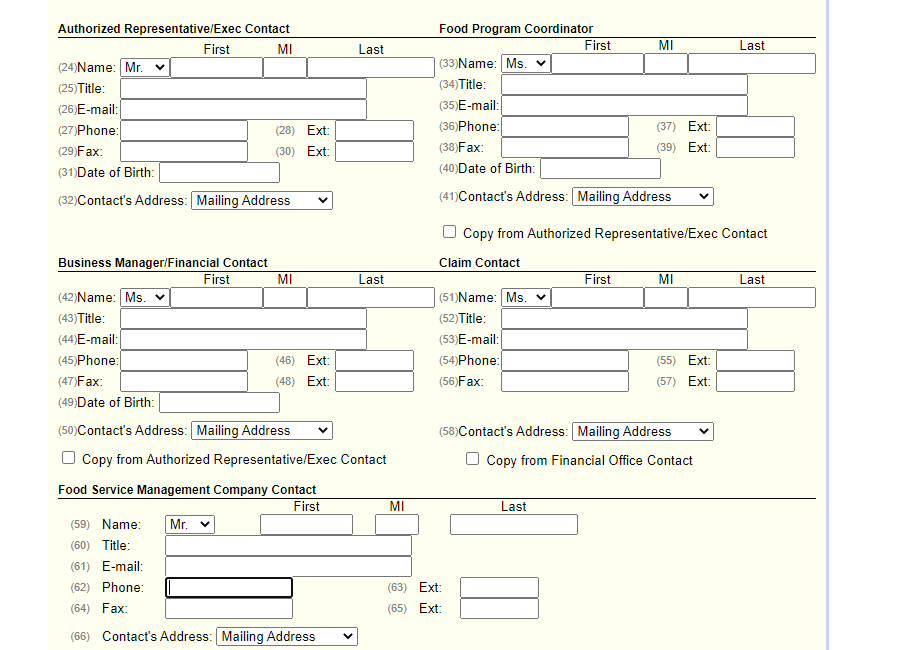 Authorized Representative/Exec Contact
First MI Last
(24)Name: Mr.
(25)Title:
(26)E-mail:
(27)Phone: (28) Ext:
(29)Fax: (30) Ext:
(31)Date of Birth:
(32)Contact's Address: Mailing Address
Food Program Coordinator
First MI Last
(33)Name: Ms.
(34)Title:
(35)E-mail:
(36)Phone: (37) Ext:
(38)Fax: (39) Ext:
(40)Date of Birth:
(41)Contact's Address: Mailing Address
Copy from Authorized Representative/Exec Contact
Business Manager/Financial Contact
First MI Last
(42)Name: Ms.
(43)Title:
(44)E-mail:
(45)Phone: (46) Ext:
(47)Fax: (48) Ext:
(49)Date of Birth:
(50)Contact's Address: Mailing Address
Copy from Authorized Representative/Exec Contact
Claim Contact
First MI Last
(51)Name: Ms.
(52)Title:
(53)E-mail:
(54)Phone: (55) Ext:
(56)Fax: (57) Ext:
(58)Contact's Address: Mailing Address
Copy from Financial Office Contact
Food Service Management Company Contact
First MI Last
(59) Name: Mr.
(60) Title:
(61) E-mail:
(62) Phone: (63) Ext:
(64) Fax: (65) Ext:
(66) Contact's Address: Mailing Address